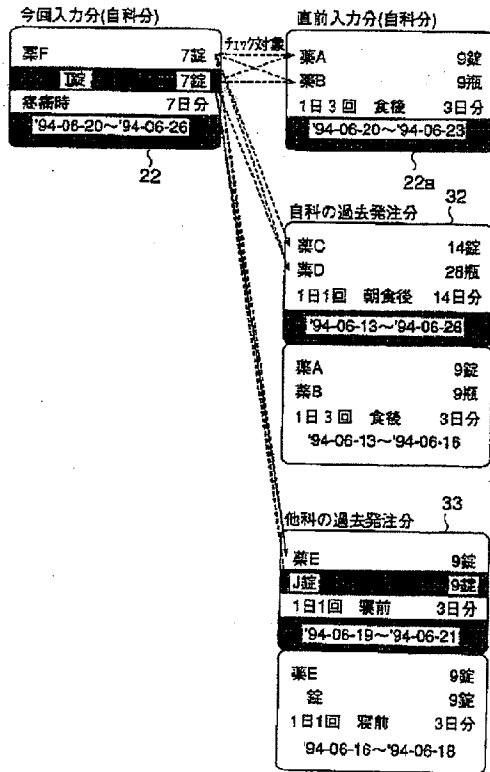 今回入力分(自科分)
薬F 7錠
I錠 7錠
疼痛時 7日分
'94-06-20～'94-06-26
22
チェック対象
直前入力分(自科分)
薬A 9錠
薬B 9瓶
1日3回 食後 3日分
'94-06-20～'94-06-23
22a
自科の過去発注分
32
薬C 14錠
薬D 28瓶
1日1回 朝食後 14日分
'94-06-13～'94-06-26
薬A 9錠
薬B 9瓶
1日3回 食後 3日分
'94-06-13～'94-06-16
他科の過去発注分
33
薬E 9錠
J錠 9錠
1日1回 寝前 3日分
'94-06-19～'94-06-21
薬E 9錠
錠 9錠
1日1回 寝前 3日分
'94-06-16～'94-06-18